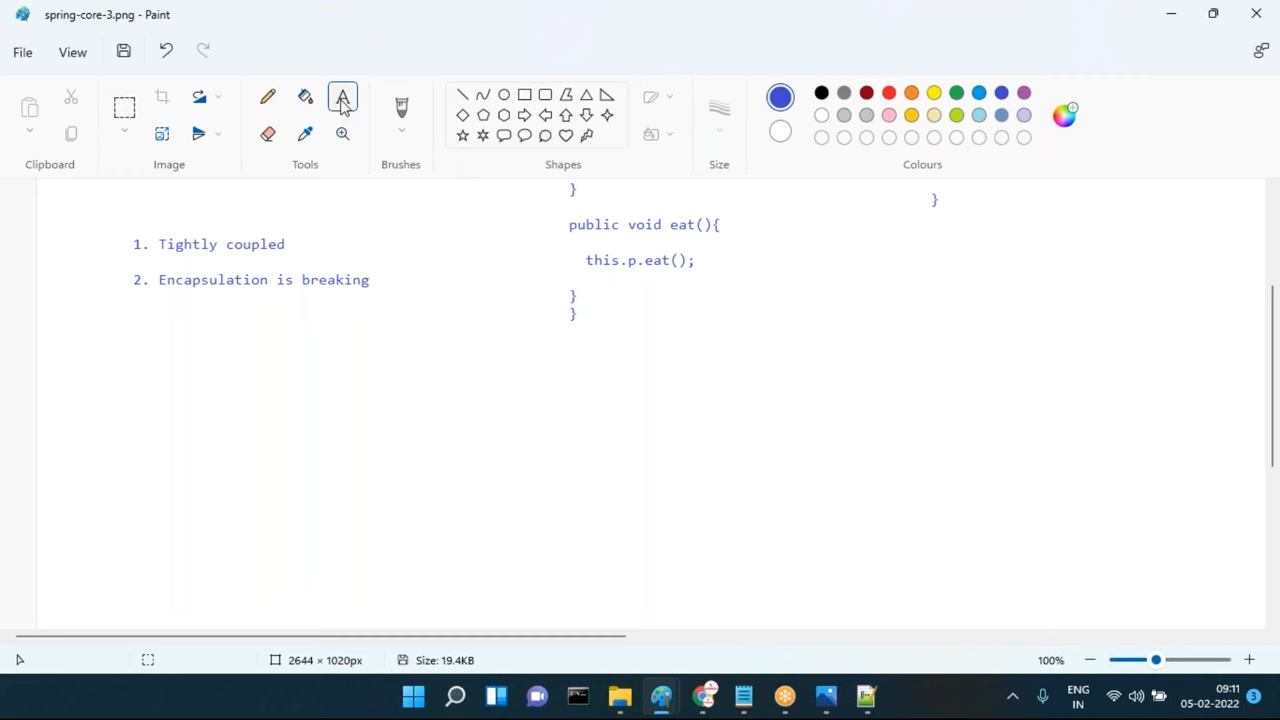 spring-core-3.png - Paint
File View
Clipboard Image Tools Brushes Shapes Size Colours
}
}
public void eat(){
1. Tightly coupled
this.p.eat();
2. Encapsulation is breaking
}
}
2644 × 1020px Size: 19.4KB 100%
ENG 09:11
IN 05-02-2022 3